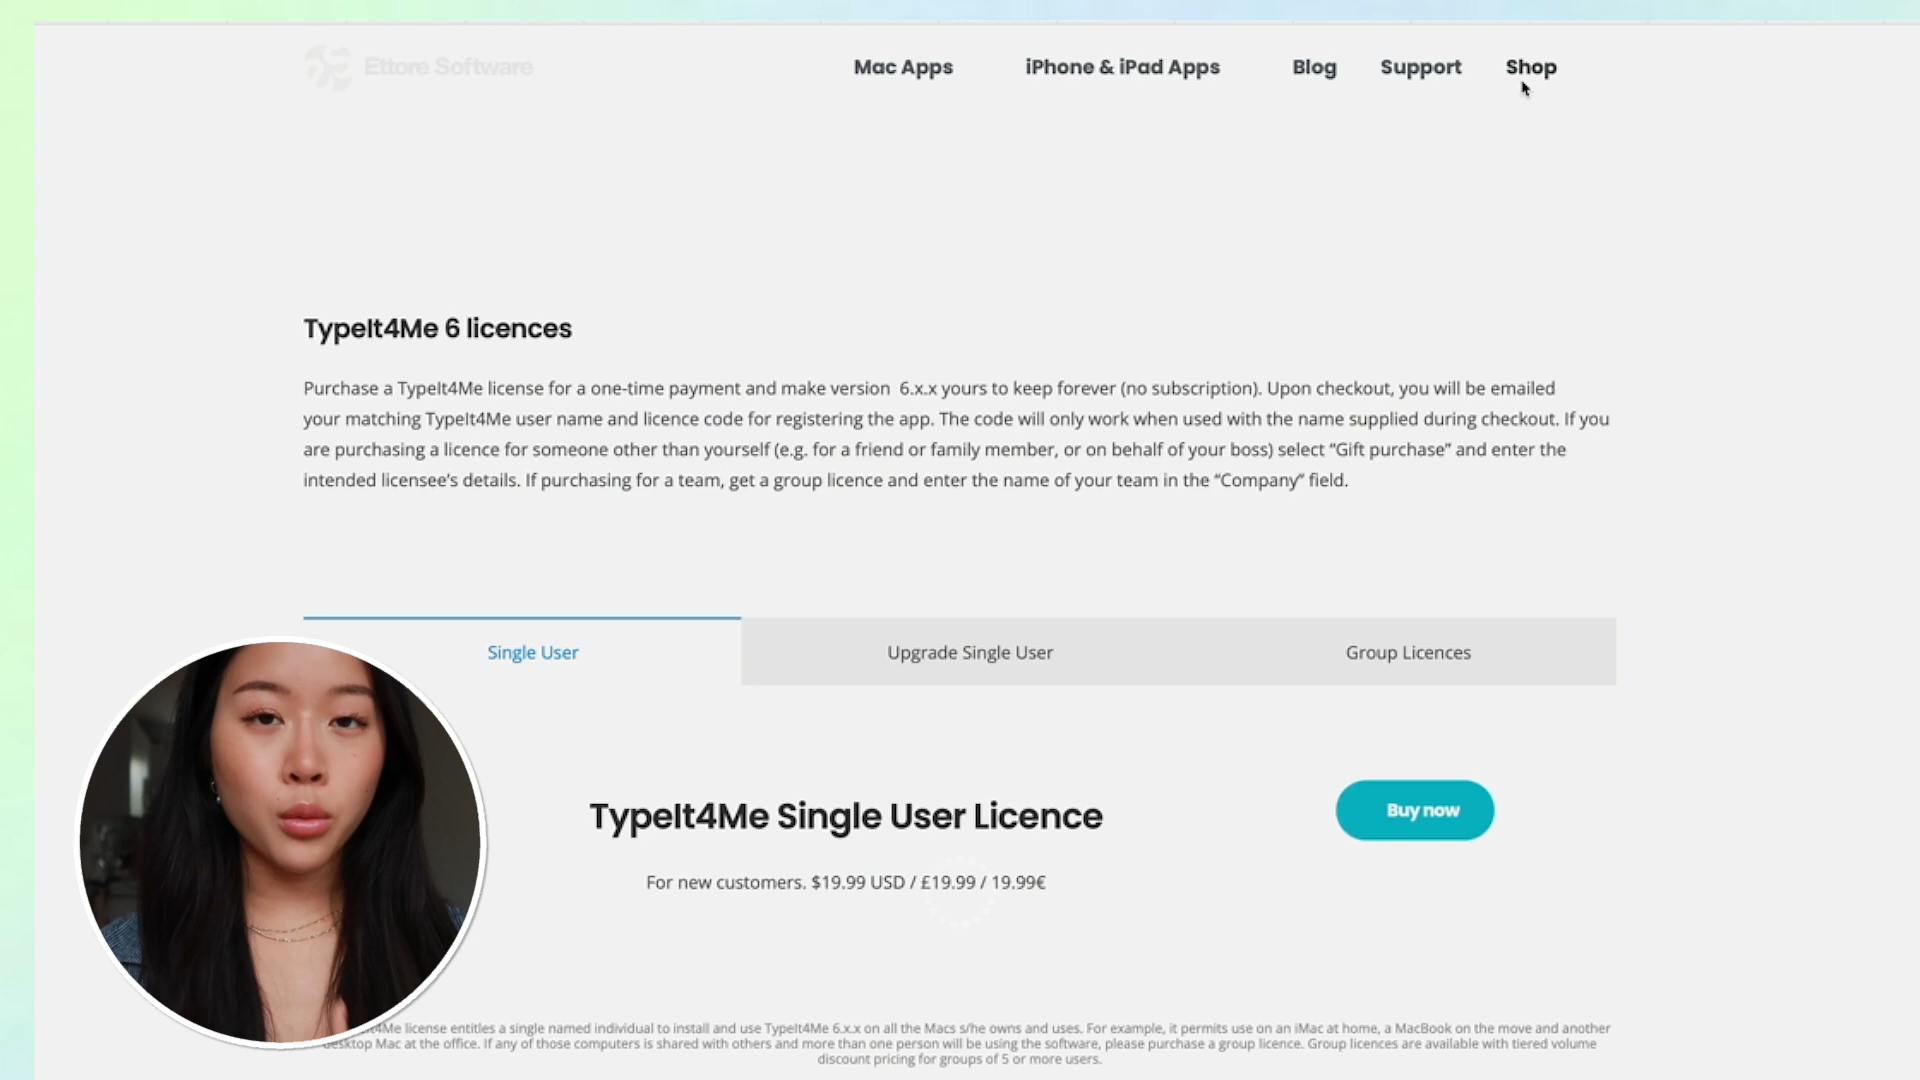 Ettore Software
Mac Apps
iPhone & iPad Apps
Blog
Support
Shop
TypeIt4Me 6 licences
Purchase a TypeIt4Me license for a one-time payment and make version 6.x.x yours to keep forever (no subscription). Upon checkout, you will be emailed
your matching TypeIt4Me user name and licence code for registering the app. The code will only work when used with the name supplied during checkout. If you
are purchasing a licence for someone other than yourself (e.g. for a friend or family member, or on behalf of your boss) select “Gift purchase” and enter the
intended licensee’s details. If purchasing for a team, get a group licence and enter the name of your team in the “Company” field.
Single User
Upgrade Single User
Group Licences
TypeIt4Me Single User Licence
Buy now
For new customers. $19.99 USD / £19.99 / 19.99€
license entitles a single named individual to install and use TypeIt4Me 6.x.x on all the Macs s/he owns and uses. For example, it permits use on an iMac at home, a MacBook on the move and another
desktop Mac at the office. If any of those computers is shared with others and more than one person will be using the software, please purchase a group licence. Group licences are available with tiered volume
discount pricing for groups of 5 or more users.